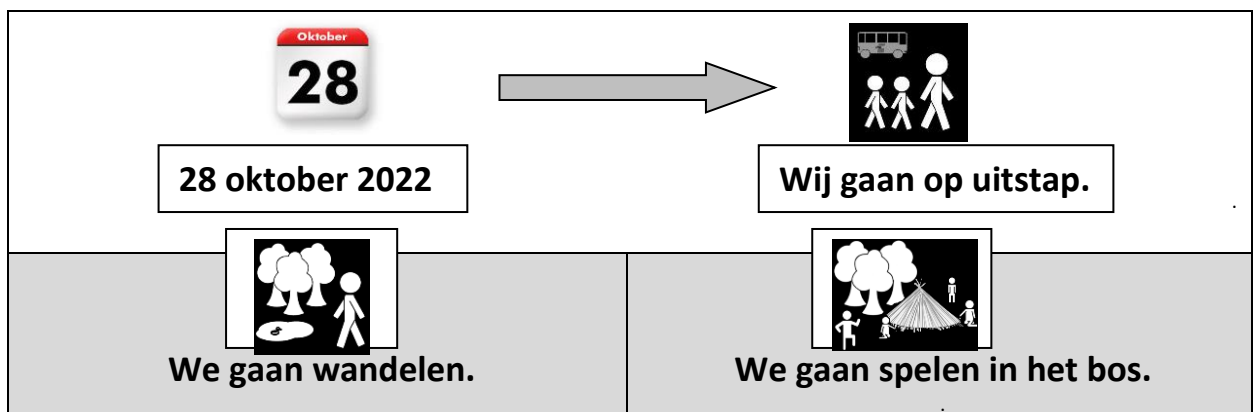 Oktober
28
28 oktober 2022
Wij gaan op uitstap.
We gaan wandelen.
We gaan spelen in het bos.